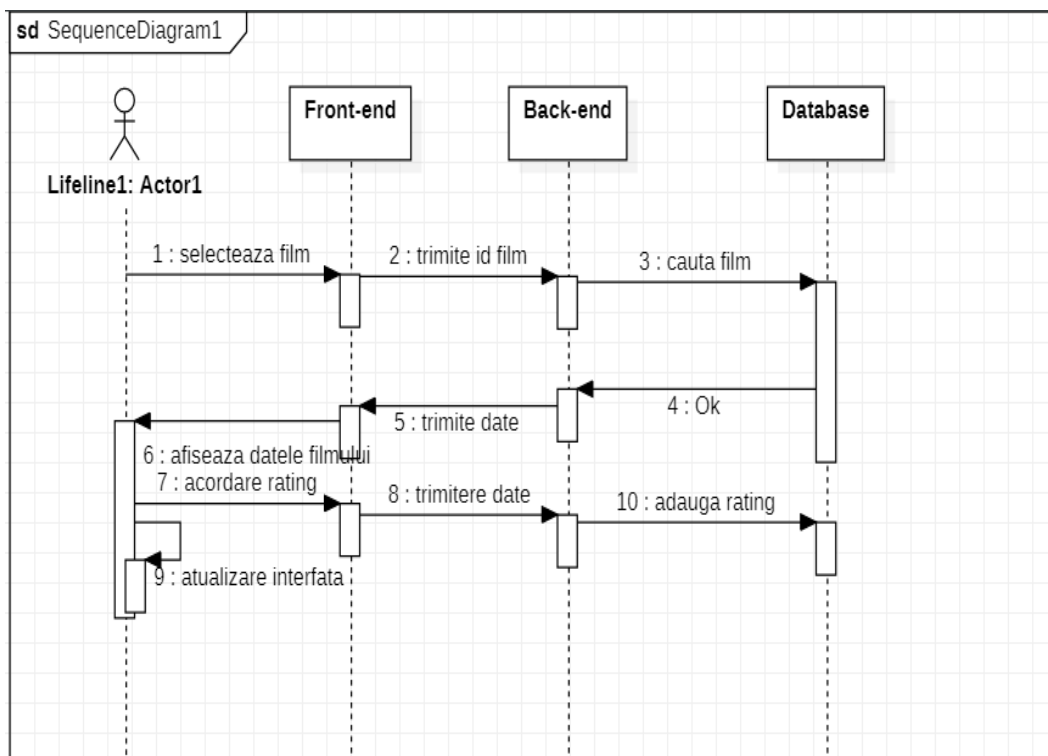 sd SequenceDiagram1
Front-end
Back-end
Database
Lifeline1: Actor1
1 : selecteaza film
2 : trimite id film
3 : cauta film
4 : Ok
5 : trimite date
6 : afiseaza datele filmului
7 : acordare rating
8 : trimitere date
10 : adauga rating
9 : atualizare interfata